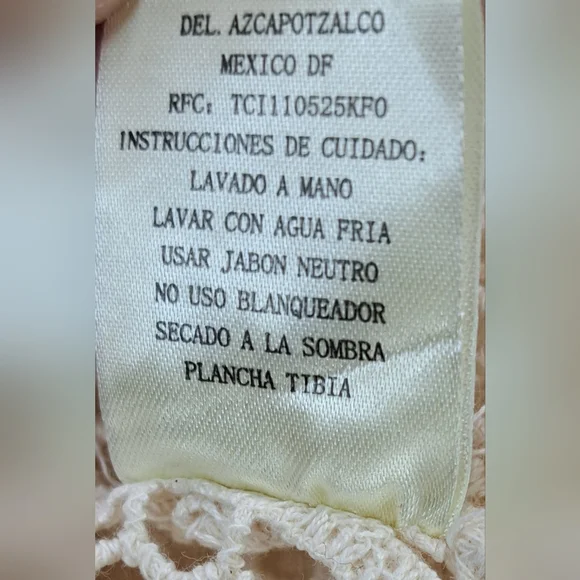 DEL. AZCAPOTZALCO
MEXICO DF
RFC: TCI110525KF0
INSTRUCCIONES DE CUIDADO:
LAVADO A MANO
LAVAR CON AGUA FRIA
USAR JABON NEUTRO
NO USO BLANQUEADOR
SECADO A LA SOMBRA
PLANCHA TIBIA